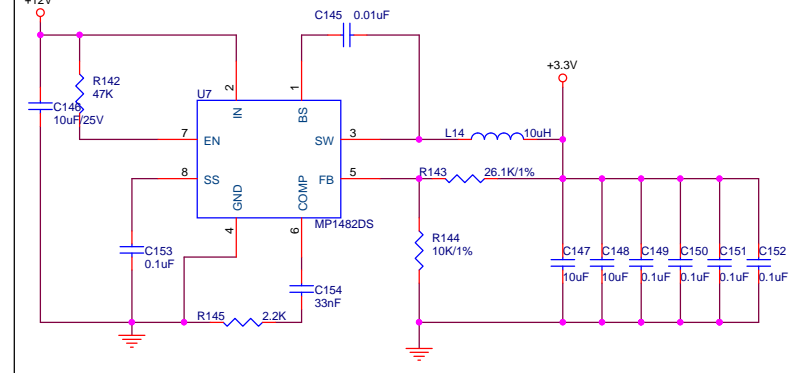 +12V
C145 0.01uF
+3.3V
R142
47K
C146
10uF/25V
U7
2
1
IN
BS
7
EN
SW
3
L14
10uH
8
SS
FB
5
R143
26.1K/1%
GND
COMP
4
6
MP1482DS
R144
10K/1%
C153
0.1uF
C154
33nF
R145
2.2K
C147
10uF
C148
10uF
C149
0.1uF
C150
0.1uF
C151
0.1uF
C152
0.1uF